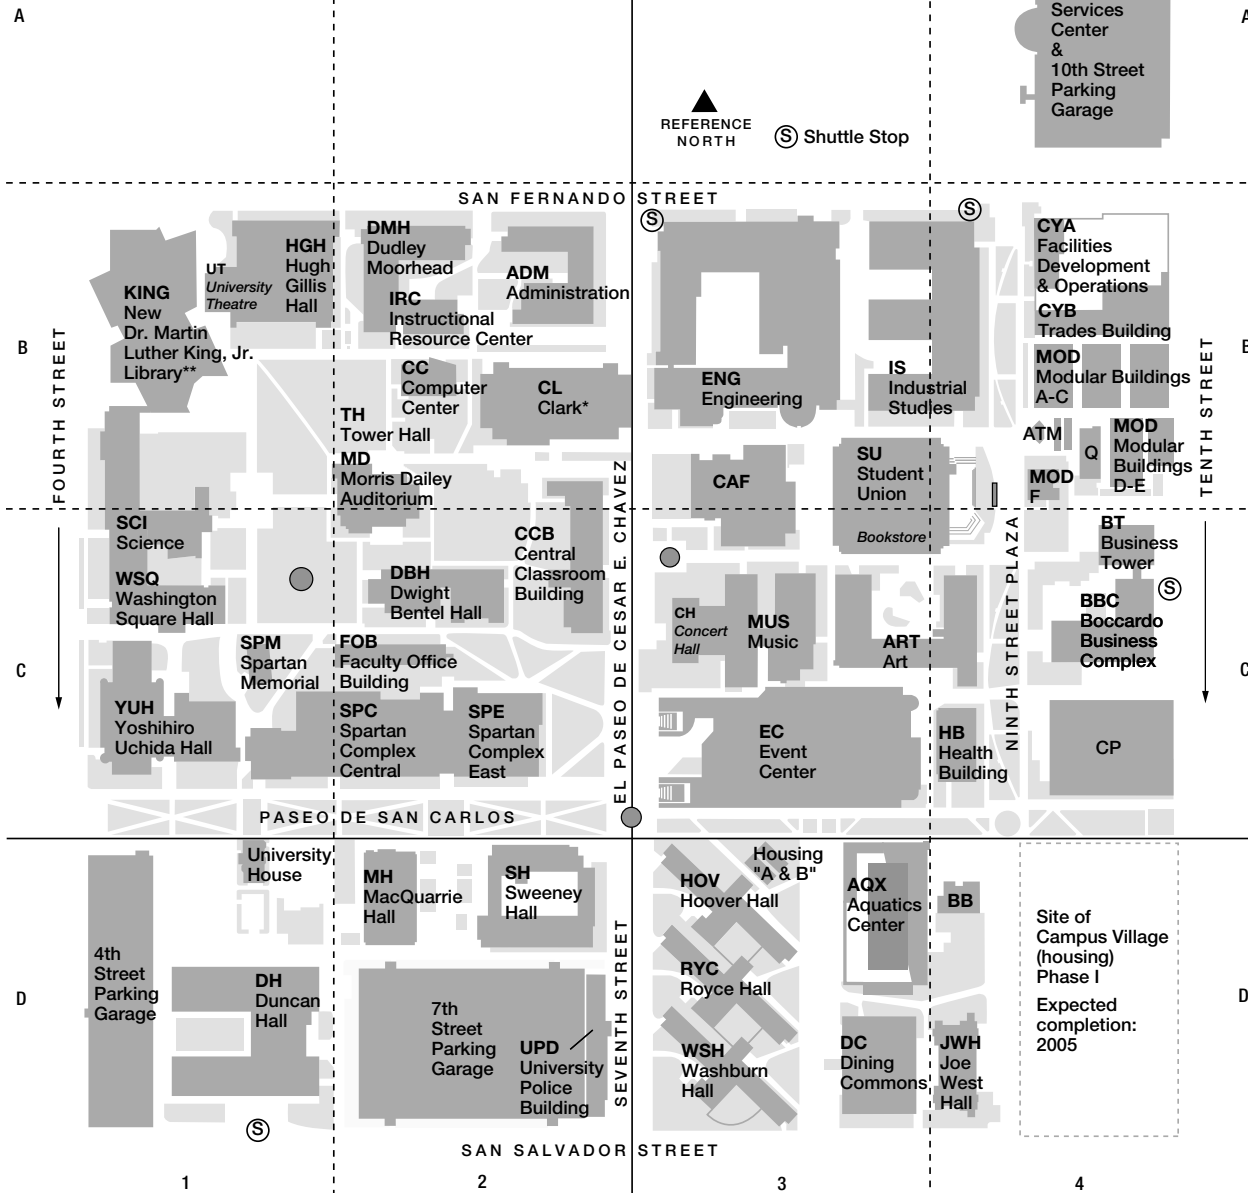 A
A
Services
Center
&
10th Street
Parking
Garage
REFERENCE
NORTH
S Shuttle Stop
SAN FERNANDO STREET
S
S
KING
New
Dr. Martin
Luther King, Jr.
Library**
UT
University
Theatre
HGH
Hugh
Gillis
Hall
DMH
Dudley
Moorhead
IRC
Instructional
Resource Center
ADM
Administration
CC
Computer
Center
CL
Clark*
TH
Tower Hall
MD
Morris Dailey
Auditorium
ENG
Engineering
IS
Industrial
Studies
CYA
Facilities
Development
& Operations
CYB
Trades Building
MOD
Modular Buildings
A-C
ATM
Q
MOD
Modular
Buildings
D-E
MOD
F
B
FOURTH STREET
TENTH STREET
CAF
SU
Student
Union
Bookstore
SCI
Science
WSQ
Washington
Square Hall
CCB
Central
Classroom
Building
DBH
Dwight
Bentel Hall
EL PASEO DE CESAR E. CHAVEZ
CH
Concert
Hall
MUS
Music
ART
Art
NINTH STREET PLAZA
BT
Business
Tower
S
BBC
Boccardo
Business
Complex
C
C
SPM
Spartan
Memorial
FOB
Faculty Office
Building
YUH
Yoshihiro
Uchida Hall
SPC
Spartan
Complex
Central
SPE
Spartan
Complex
East
EC
Event
Center
HB
Health
Building
CP
PASEO DE SAN CARLOS
University
House
MH
MacQuarrie
Hall
SH
Sweeney
Hall
HOV
Hoover Hall
Housing
"A & B"
AQX
Aquatics
Center
BB
Site of
Campus Village
(housing)
Phase I
Expected
completion:
2005
4th
Street
Parking
Garage
DH
Duncan
Hall
7th
Street
Parking
Garage
UPD
University
Police
Building
SEVENTH STREET
RYC
Royce Hall
WSH
Washburn
Hall
DC
Dining
Commons
JWH
Joe
West
Hall
D
D
S
SAN SALVADOR STREET
1
2
3
4